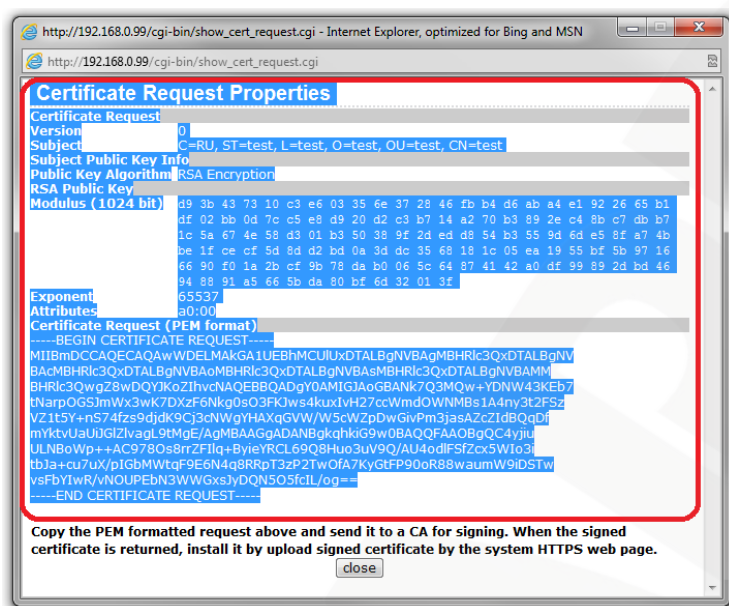 http://192.168.0.99/cgi-bin/show_cert_request.cgi - Internet Explorer, optimized for Bing and MSN
http://192.168.0.99/cgi-bin/show_cert_request.cgi
Certificate Request Properties
Certificate Request
Version 0
Subject C=RU, ST=test, L=test, O=test, OU=test, CN=test
Subject Public Key Info
Public Key Algorithm RSA Encryption
RSA Public Key
Modulus (1024 bit) d9 3b 43 73 10 c3 e6 03 35 6e 37 28 46 fb b4 d6 ab a4 e1 92 26 65 b1
df 02 bb 0d 7c c5 e8 d9 20 d2 c3 b7 14 a2 70 b3 89 2e c4 8b c7 db b7
1c 5a 67 4e 58 d3 01 b3 50 38 9f 2d ed d8 54 b3 55 9d 6d e5 8f a7 4b
be 1f ce cf 5d 8d d2 bd 0a 3d dc 35 68 18 1c 05 ea 19 55 bf 5b 97 16
66 90 f0 1a 2b cf 9b 78 da b0 06 5c 64 87 41 42 a0 df 99 89 2d bd 46
94 88 91 a5 66 5b da 80 bf 6d 32 01 3f
Exponent 65537
Attributes a0:00
Certificate Request (PEM format)
-----BEGIN CERTIFICATE REQUEST-----
MIIBmDCCAQECAQAwWDELMAkGA1UEBhMCUlUxDTALBgNVBAgMBHRlc3QxDTALBgNV
BAcMBHRlc3QxDTALBgNVBAoMBHRlc3QxDTALBgNVBAsMBHRlc3QxDTALBgNVBAMM
BHRlc3QwgZ8wDQYJKoZIhvcNAQEBBQADgY0AMIGJAoGBANk7Q3MQw+YDNW43KEb7
tNarpOGSJmWx3wK7DXzF6Nkg0sO3FKJws4kuxIvH27ccWmdOWNMBs1A4ny3t2FSz
VZ1t5Y+nS74fzs9djdK9Cj3cNWgYHAXqGVW/W5cWZpDwGivPm3jasAZcZIdBQqDf
mYktvUaUiJGlZlvagL9tMgE/AgMBAAGgADANBgkqhkiG9w0BAQQFAAOBgQC4yjiu
ULNBoWp++AC978Os8rrZFIlq+ByieYRCL69Q8Huo3uV9Q/AU4odlFSfZcx5WIo3i
tbJa+cu7uX/pIGbMWtqF9E6N4q8RRpT3zP2TwOfA7KyGtFP90oR88waumW9iDSTw
vsFbYIwR/vNOUPEbN3WWGxsJyDQN5O5fcIL/og==
-----END CERTIFICATE REQUEST-----
Copy the PEM formatted request above and send it to a CA for signing. When the signed
certificate is returned, install it by upload signed certificate by the system HTTPS web page.
close